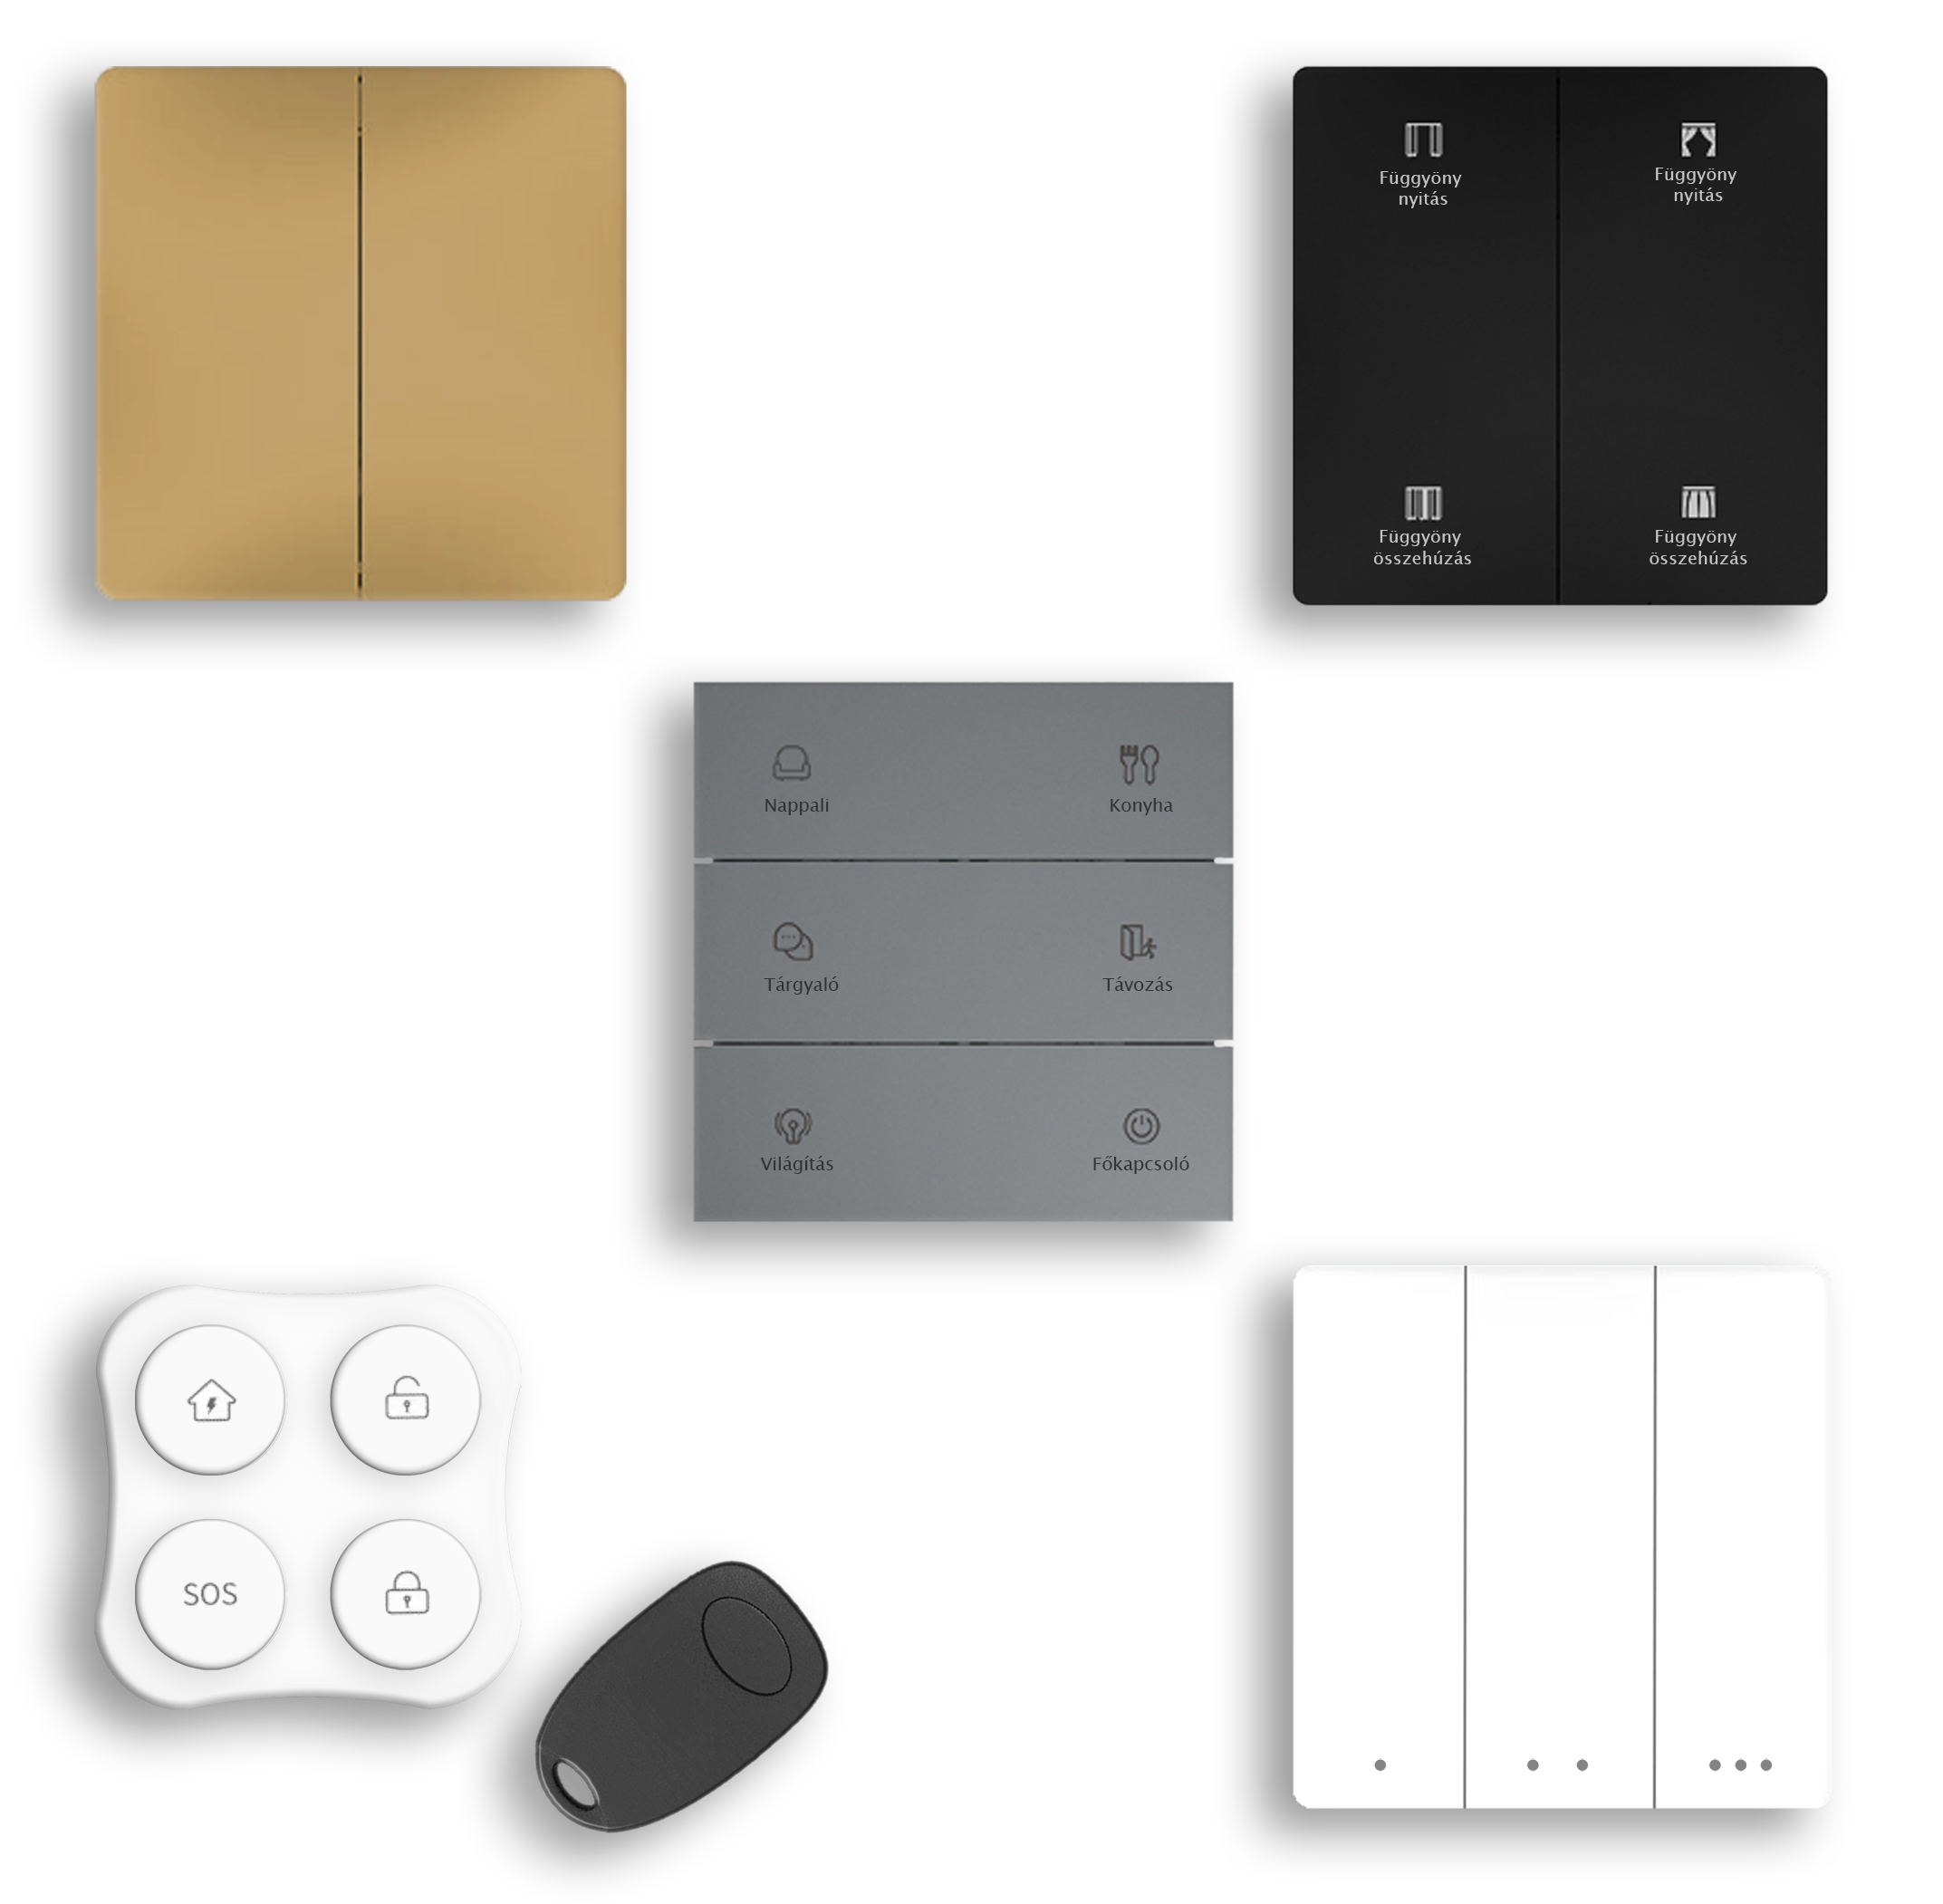 Függyöny
nyitás
Függyöny
nyitás
Függyöny
összehúzás
Függyöny
összehúzás
Nappali
Konyha
Tárgyaló
Távozás
Világítás
Főkapcsoló
SOS